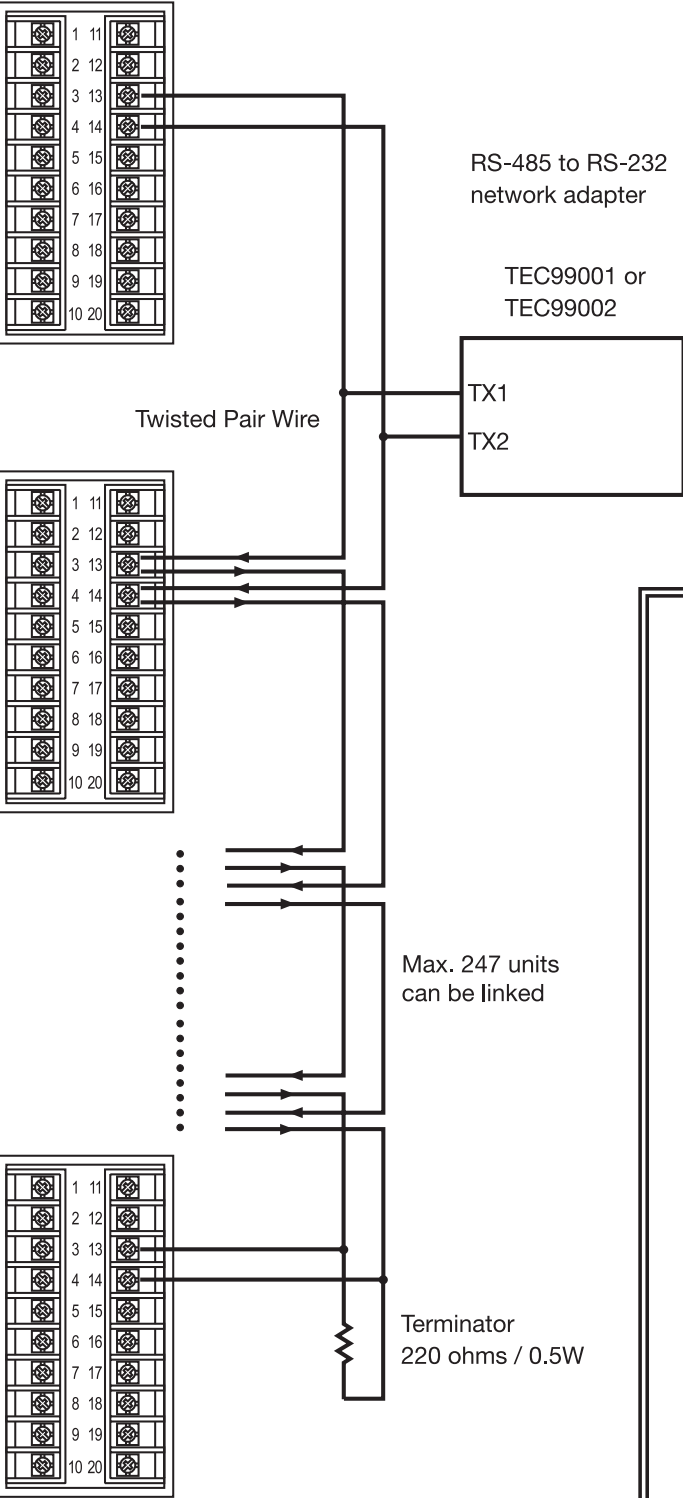 1 11
2 12
3 13
4 14
5 15
6 16
7 17
8 18
9 19
10 20
RS-485 to RS-232
network adapter
TEC99001 or
TEC99002
TX1
TX2
Twisted Pair Wire
1 11
2 12
3 13
4 14
5 15
6 16
7 17
8 18
9 19
10 20
Max. 247 units
can be linked
1 11
2 12
3 13
4 14
5 15
6 16
7 17
8 18
9 19
10 20
Terminator
220 ohms / 0.5W